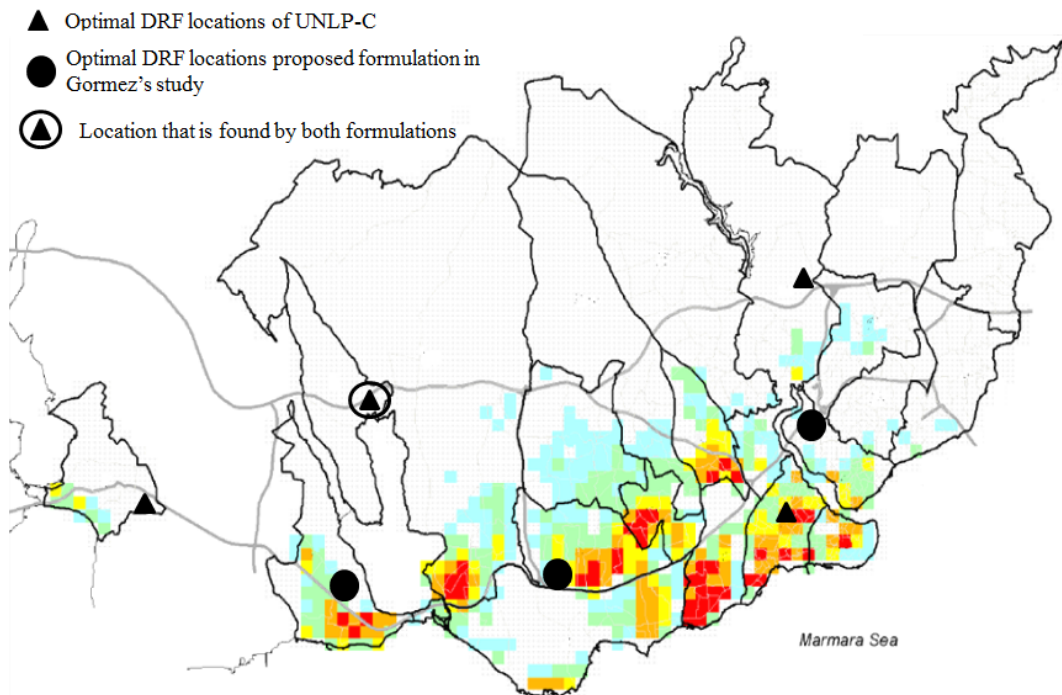 Optimal DRF locations of UNLP-C
Optimal DRF locations proposed formulation in
Gormez's study
Location that is found by both formulations
Marmara Sea